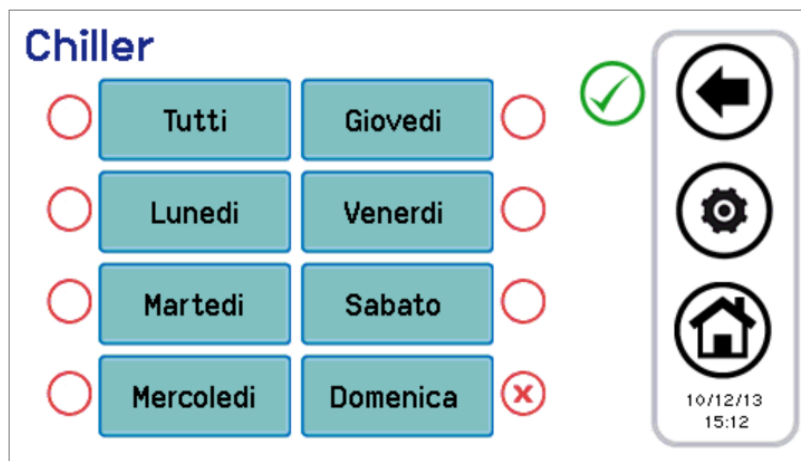 Chiller
Tutti
Giovedi
Lunedi
Venerdi
Martedi
Sabato
Mercoledi
Domenica
10/12/13
15:12